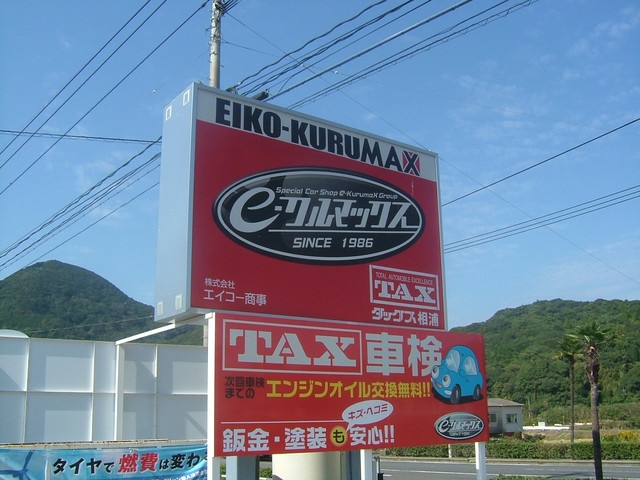 EIKO-KURUMAX
Special Car Shop e-KurumaX Group
e-クルマックス
SINCE 1986
株式会社
エイコー商事
TOTAL AUTOMOBILE EXCELLENCE
TAX
タックス相浦
TAX車検
次回車検
までの
エンジンオイル交換無料!!
キズ・ヘコミ
鈑金・塗装も安心!!
e-クルマックス
タイヤで燃費は変わ